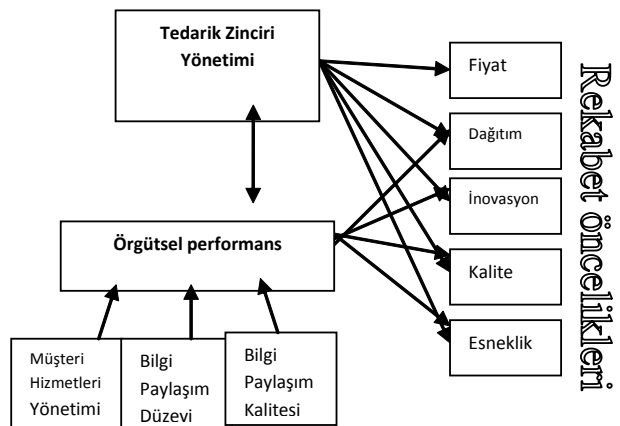 Tedarik Zinciri
Yönetimi
Fiyat
Dağıtım
İnovasyon
Kalite
Esneklik
Rekabet öncelikleri
Örgütsel performans
Müşteri
Hizmetleri
Yönetimi
Bilgi
Paylaşım
Düzevi
Bilgi
Paylaşım
Kalitesi